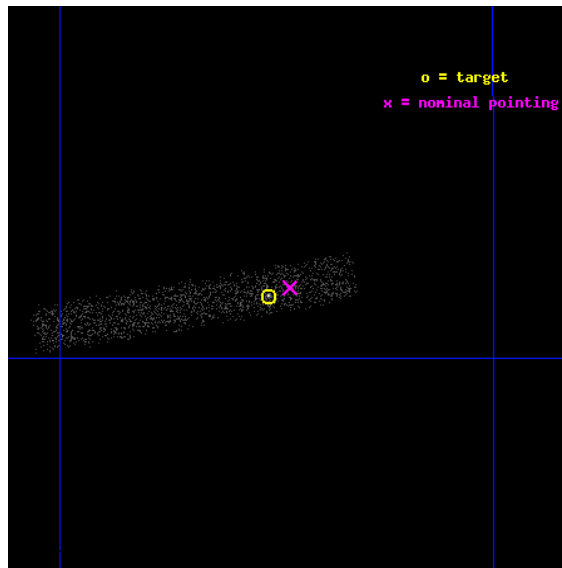 o = target
x = nominal pointing